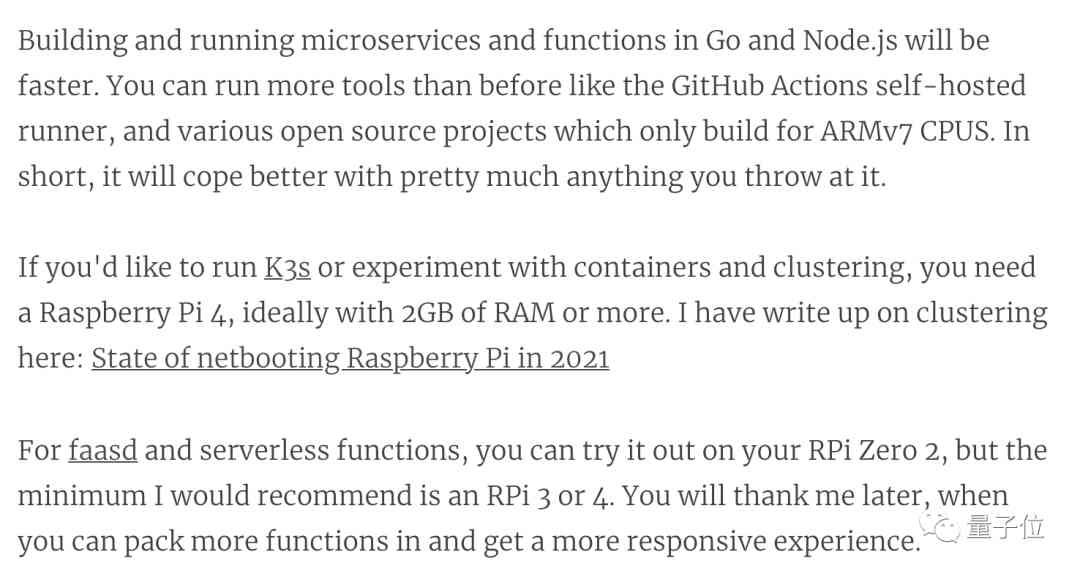 Building and running microservices and functions in Go and Node.js will be
faster. You can run more tools than before like the GitHub Actions self-hosted
runner, and various open source projects which only build for ARMv7 CPUS. In
short, it will cope better with pretty much anything you throw at it.
If you'd like to run K3s or experiment with containers and clustering, you need
a Raspberry Pi 4, ideally with 2GB of RAM or more. I have write up on clustering
here: State of netbooting Raspberry Pi in 2021
For faasd and serverless functions, you can try it out on your RPi Zero 2, but the
minimum I would recommend is an RPi 3 or 4. You will thank me later, when
you can pack more functions in and get a more responsive experience.
量子位